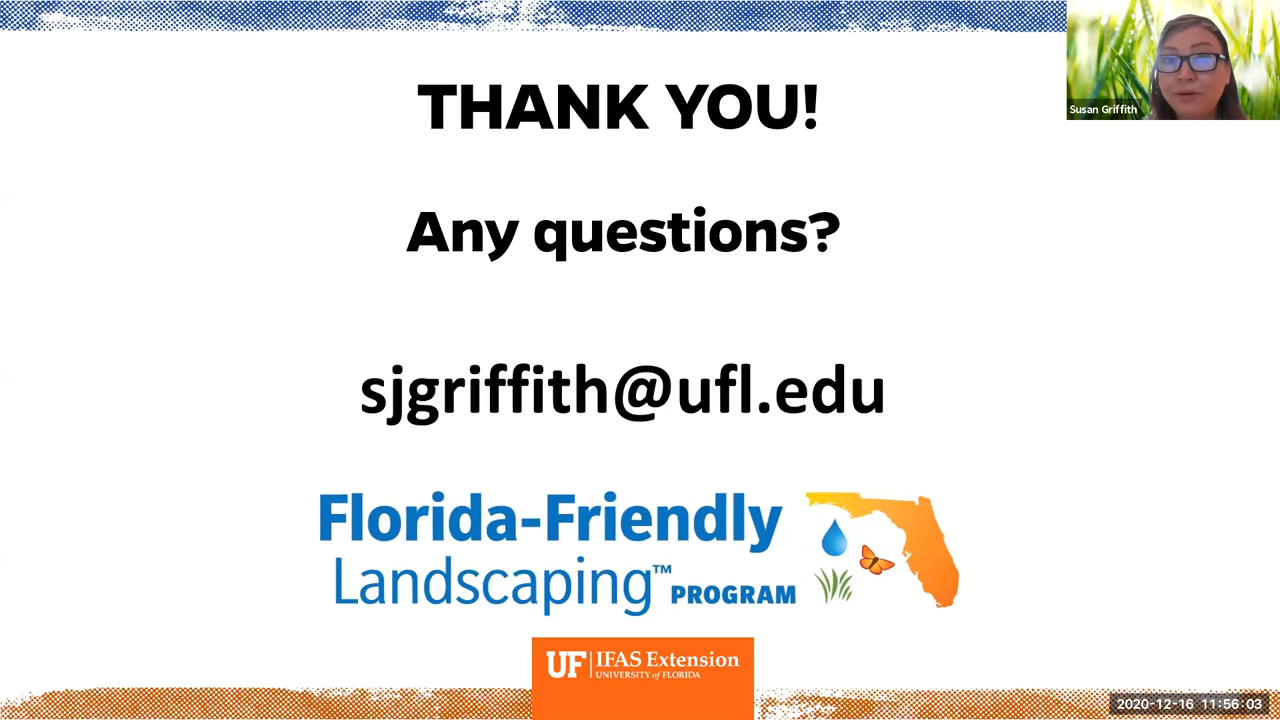 Susan Griffith
THANK YOU!
Any questions?
sjgriffith@ufl.edu
Florida-Friendly
Landscaping™ PROGRAM
UF IFAS Extension
UNIVERSITY of FLORIDA
2020-12-16 11:56:03